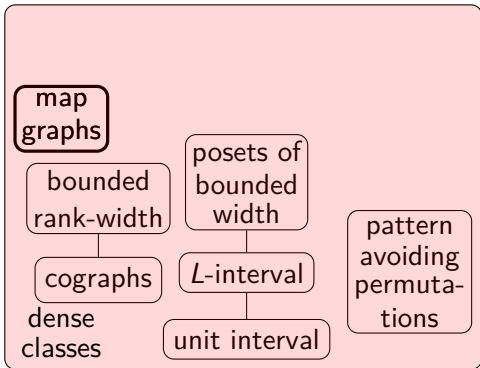 map
graphs
bounded
rank-width
cographs
dense
classes
posets of
bounded
width
L-interval
unit interval
pattern
avoiding
permuta-
tions